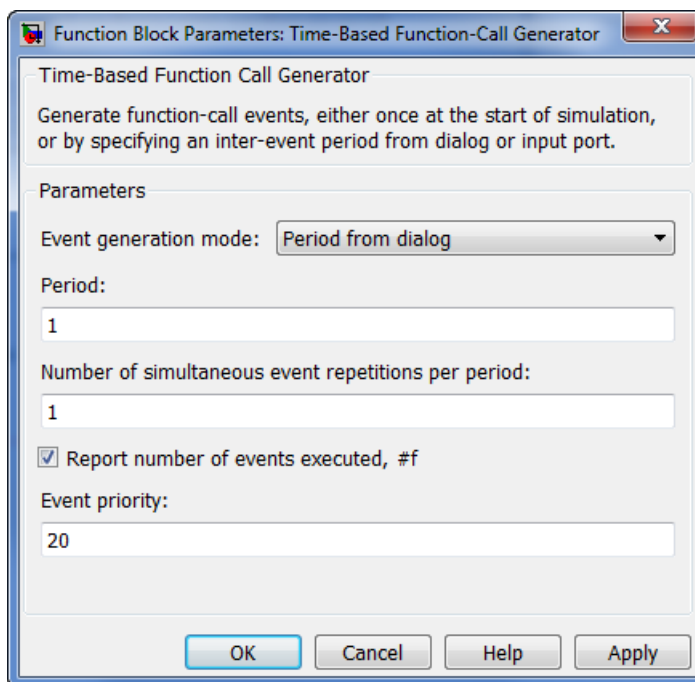 Function Block Parameters: Time-Based Function-Call Generator
Time-Based Function Call Generator
Generate function-call events, either once at the start of simulation,
or by specifying an inter-event period from dialog or input port.
Parameters
Event generation mode: Period from dialog
Period:
1
Number of simultaneous event repetitions per period:
1
Report number of events executed, #f
Event priority:
20
OK Cancel Help Apply